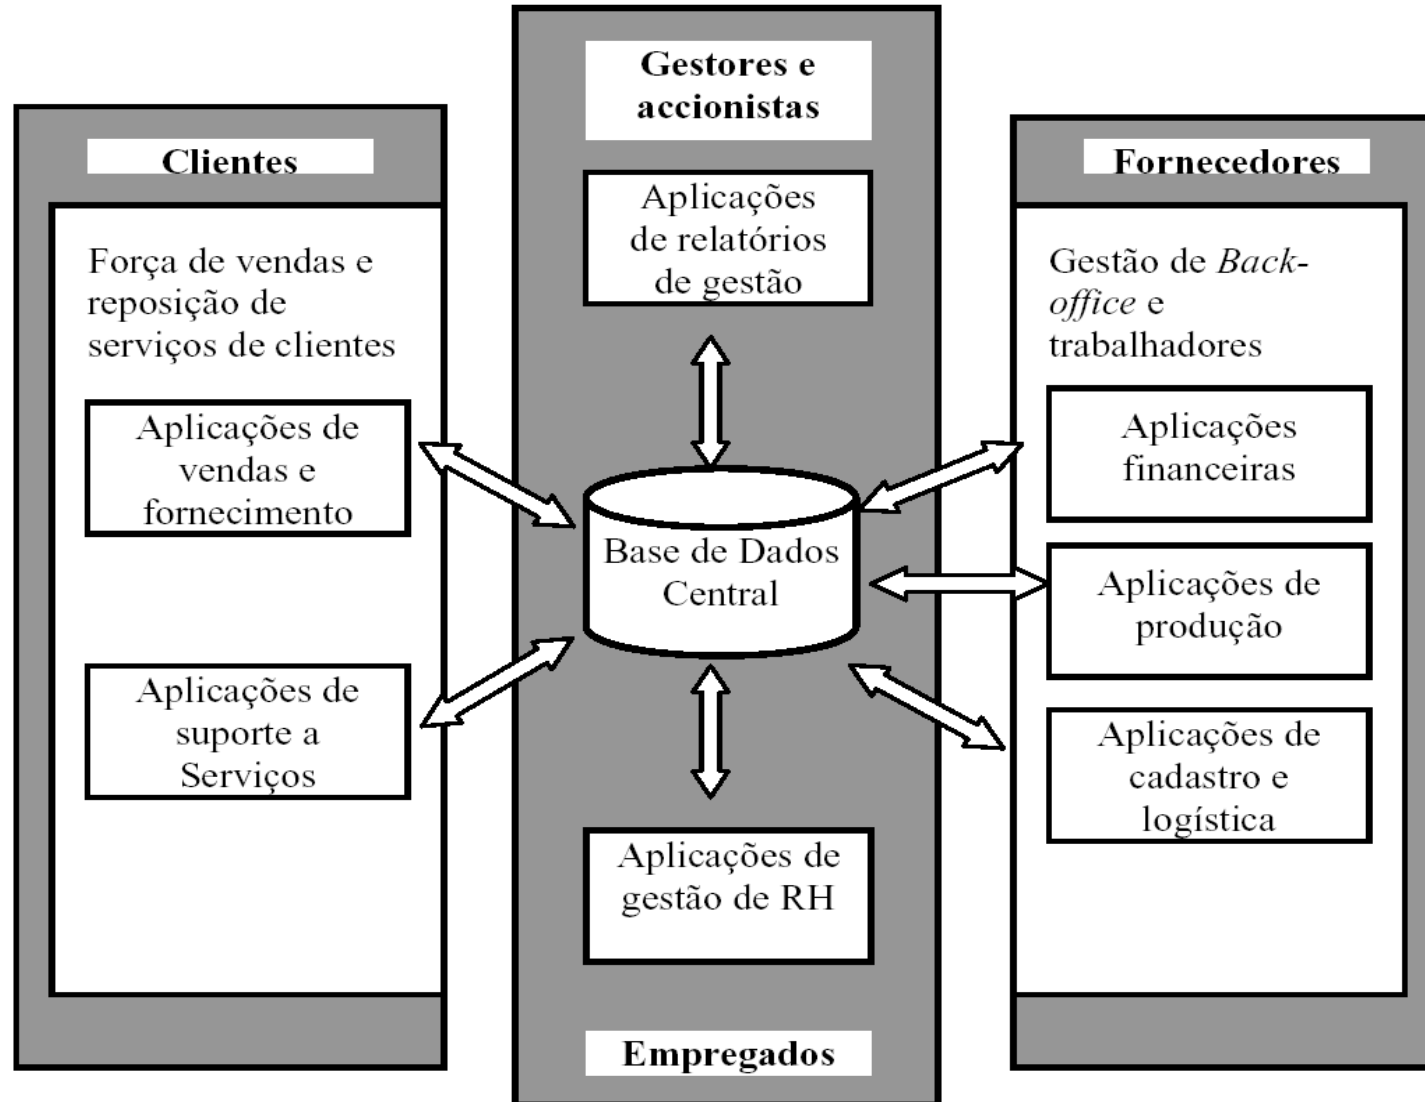 Clientes
Força de vendas e
reposição de
serviços de clientes
Aplicações de
vendas e
fornecimento
Aplicações de
suporte a
Serviços
Gestores e
accionistas
Aplicações
de relatórios
de gestão
Base de Dados
Central
Aplicações de
gestão de RH
Empregados
Fornecedores
Gestão de Back-
office e
trabalhadores
Aplicações
financeiras
Aplicações de
produção
Aplicações de
cadastro e
logística